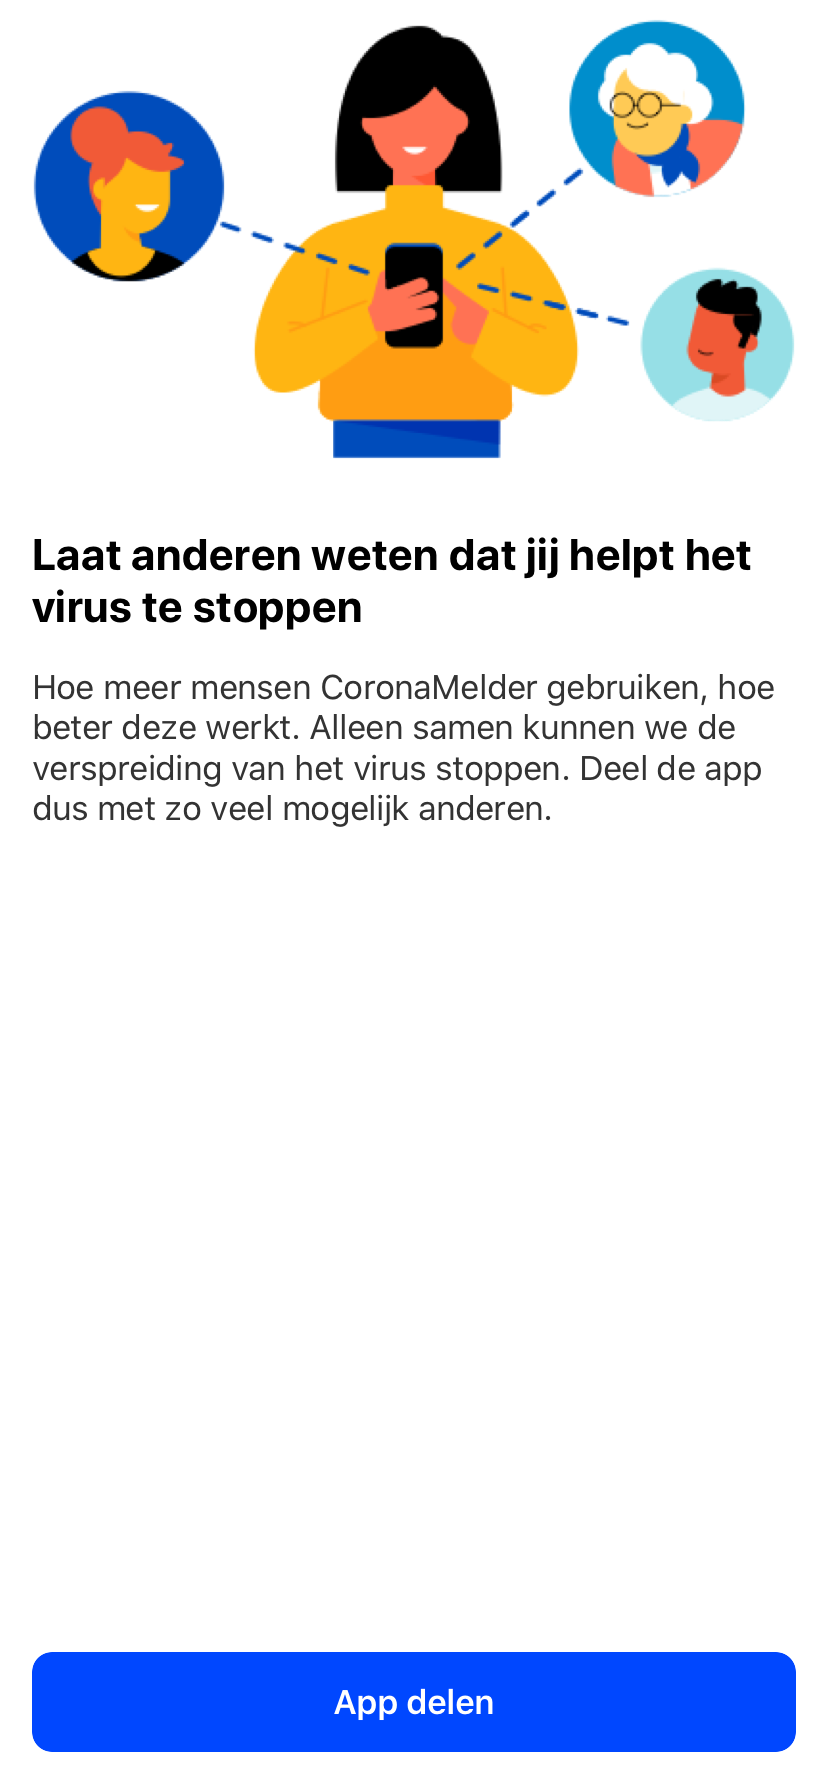 Laat anderen weten dat jij helpt het
virus te stoppen
Hoe meer mensen CoronaMelder gebruiken, hoe
beter deze werkt. Alleen samen kunnen we de
verspreiding van het virus stoppen. Deel de app
dus met zo veel mogelijk anderen.
App delen